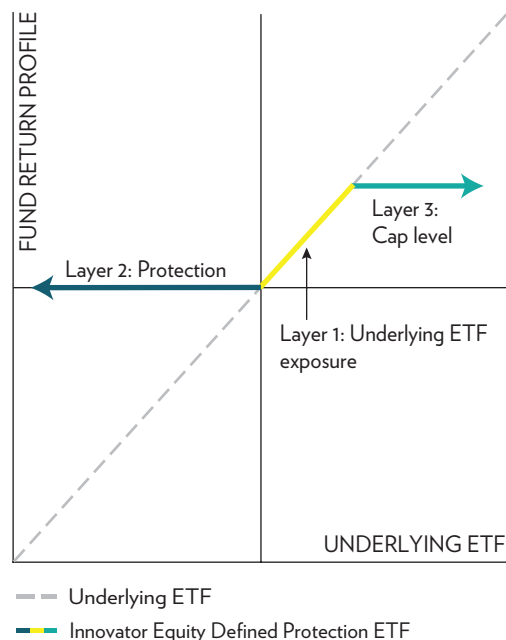 FUND RETURN PROFILE
Layer 3:
Cap level
Layer 2: Protection
Layer 1: Underlying ETF
exposure
UNDERLYING ETF
Underlying ETF
Innovator Equity Defined Protection ETF